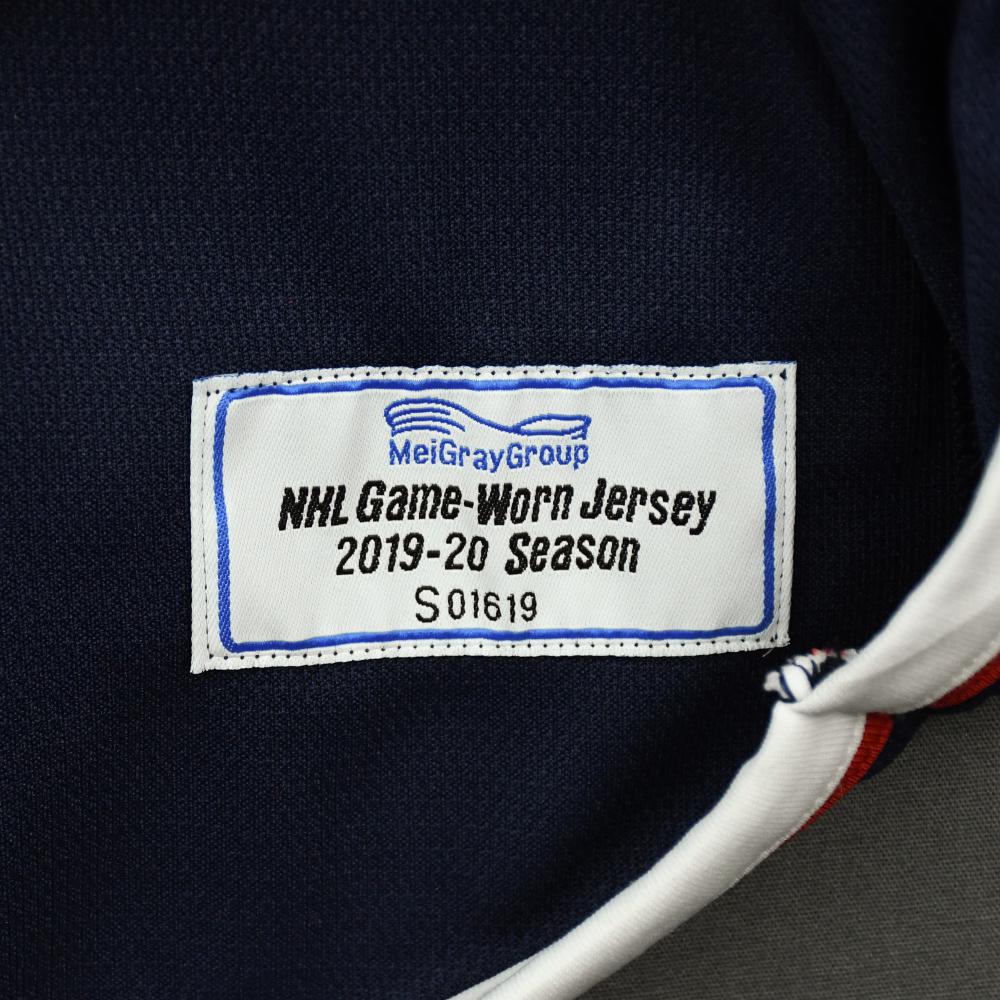 MeiGrayGroup
NHL Game-Worn Jersey
2019-20 Season
S01619